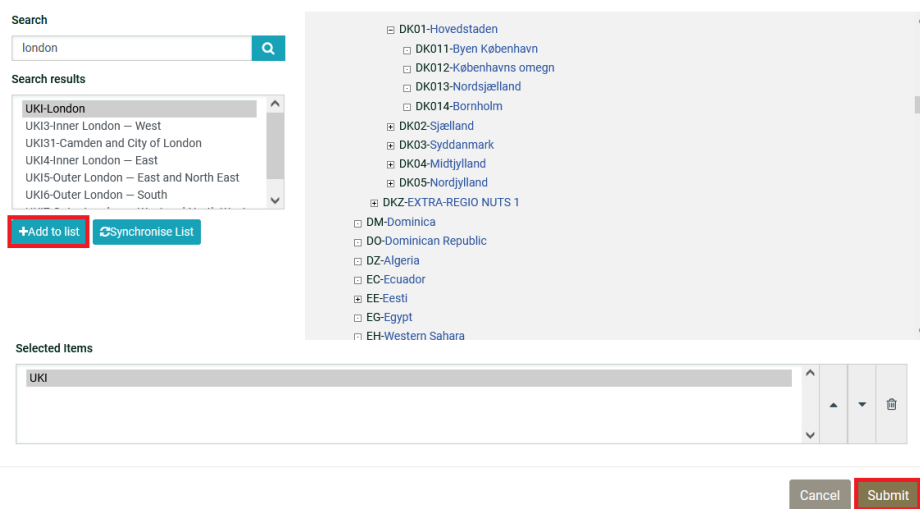 Search
london
Search results
UKI-London
UKI3-Inner London – West
UKI31-Camden and City of London
UKI4-Inner London – East
UKI5-Outer London – East and North East
UKI6-Outer London – South
+Add to list
Synchronise List
DK01-Hovedstaden
DK011-Byen København
DK012-Københavns omegn
DK013-Nordsjælland
DK014-Bornholm
DK02-Sjælland
DK03-Syddanmark
DK04-Midtjylland
DK05-Nordjylland
DKZ-EXTRA-REGIO NUTS 1
DM-Dominica
DO-Dominican Republic
DZ-Algeria
EC-Ecuador
EE-Eesti
EG-Egypt
EH-Western Sahara
Selected Items
UKI
Cancel
Submit